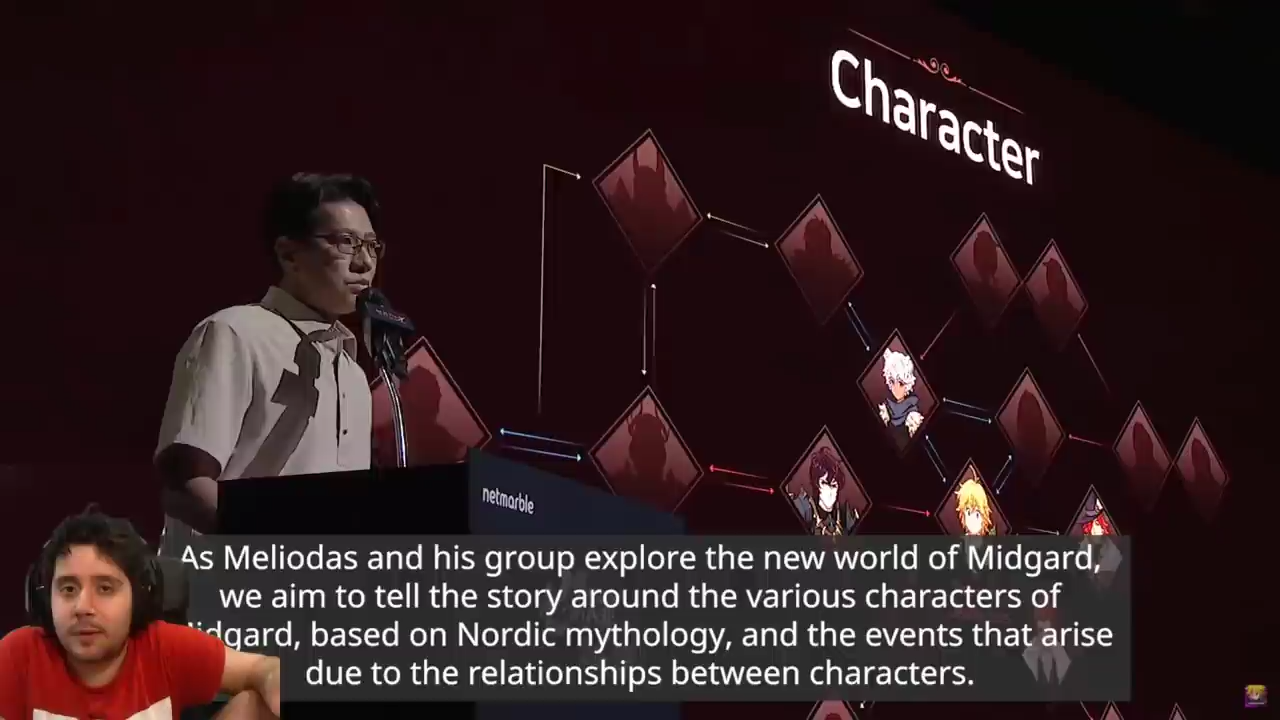 Character
netmarble
As Meliodas and his group explore the new world of Midgard,
we aim to tell the story around the various characters of
Midgard, based on Nordic mythology, and the events that arise
due to the relationships between characters.